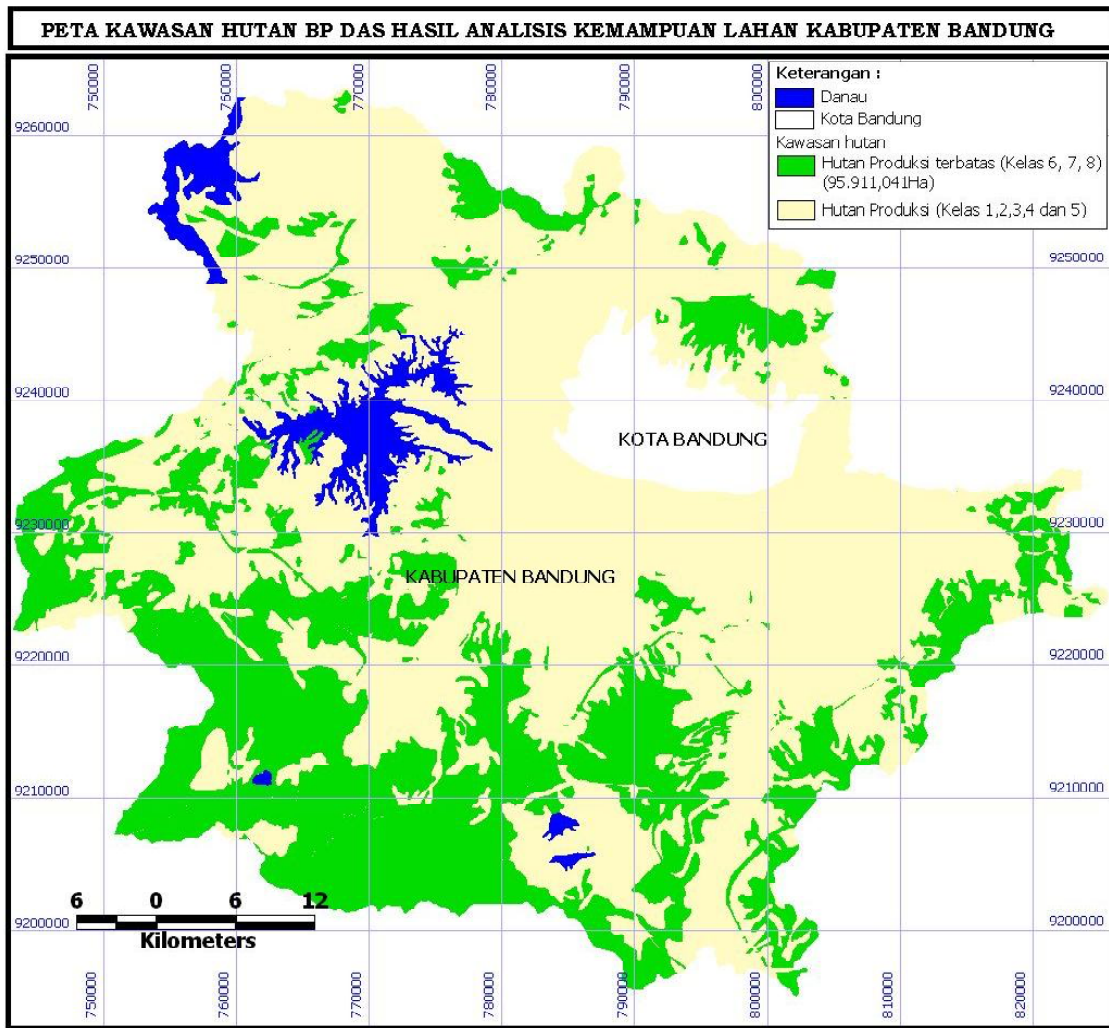 PETA KAWASAN HUTAN BP DAS HASIL ANALISIS KEMAMPUAN LAHAN KABUPATEN BANDUNG
750000 760000 770000 780000 790000 800000
Keterangan :
Danau
Kota Bandung
Kawasan hutan
Hutan Produksi terbatas (Kelas 6, 7, 8)
(95.911,041Ha)
Hutan Produksi (Kelas 1,2,3,4 dan 5)
9260000
9250000 9250000
9240000 9240000
KOTA BANDUNG
9230000 9230000
KABUPATEN BANDUNG
9220000 9220000
9210000 9210000
6 0 6 12
9200000 9200000
Kilometers
750000 760000 770000 780000 790000 800000 810000 820000